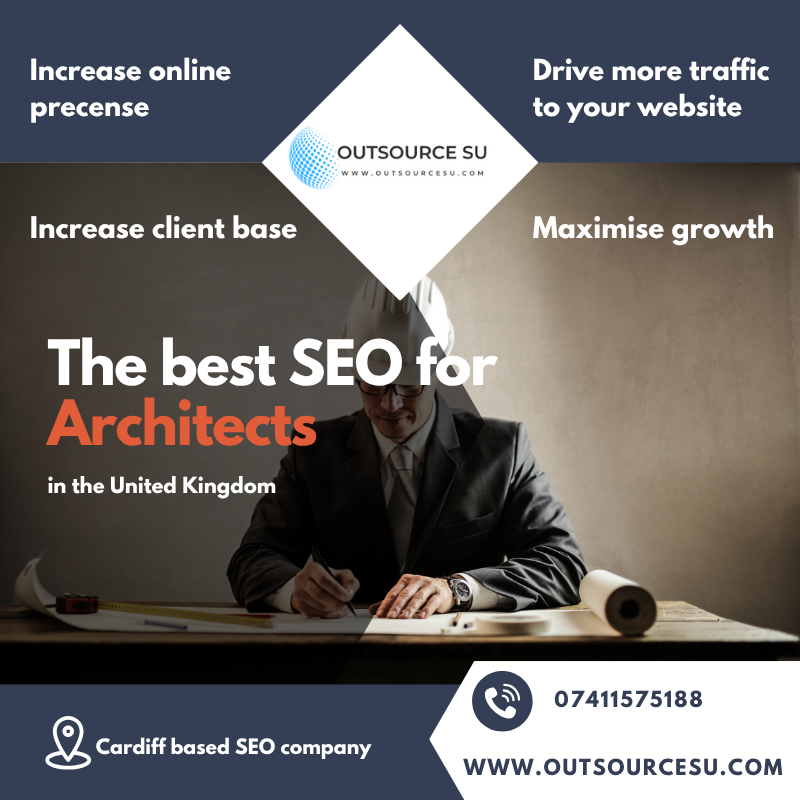 Increase online
precense
Drive more traffic
to your website
OUTSOURCE SU
WWW.OUTSOURCESU.COM
Increase client base
Maximise growth
The best SEO for
Architects
in the United Kingdom
07411575188
Cardiff based SEO company
WWW.OUTSOURCESU.COM